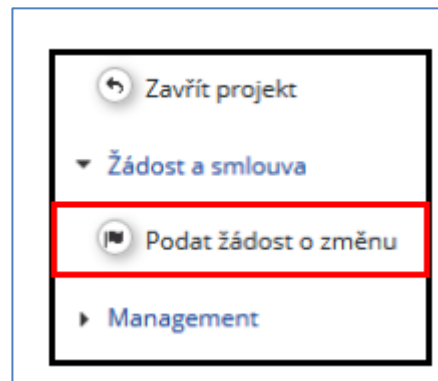 Zavřít projekt
Žádost a smlouva
Podat žádost o změnu
Management